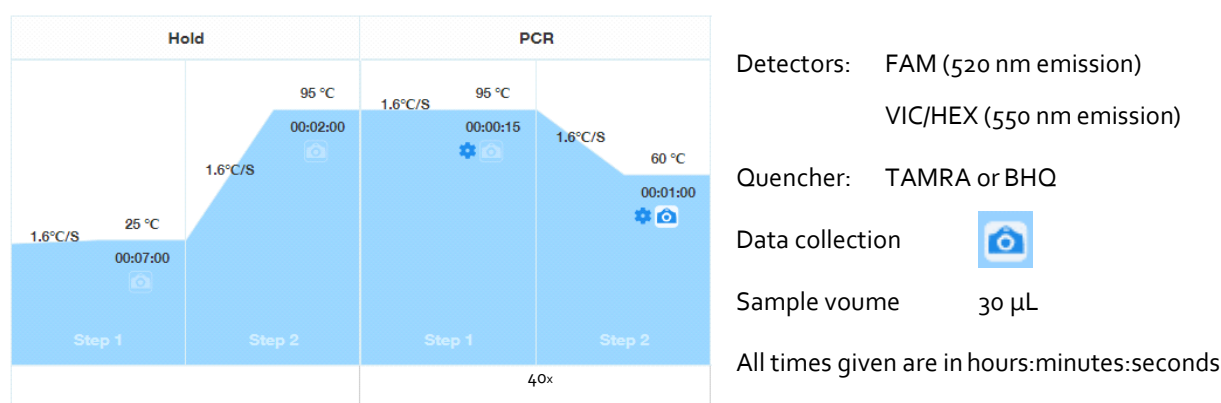 Hold
PCR
95 °C
00:02:00
1.6°C/S
25 °C
1.6°C/S
00:07:00
Step 1
Step 2
1.6°C/S
95 °C
00:00:15
1.6°C/S
60 °C
00:01:00
Step 1
Step 2
40x
Detectors: FAM (520 nm emission)
VIC/HEX (550 nm emission)
Quencher: TAMRA or BHQ
Data collection
Sample voume 30 µL
All times given are in hours:minutes:seconds